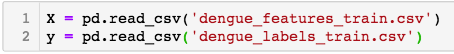 1 X = pd.read_csv('dengue_features_train.csv')
2 y = pd.read_csv('dengue_labels_train.csv')